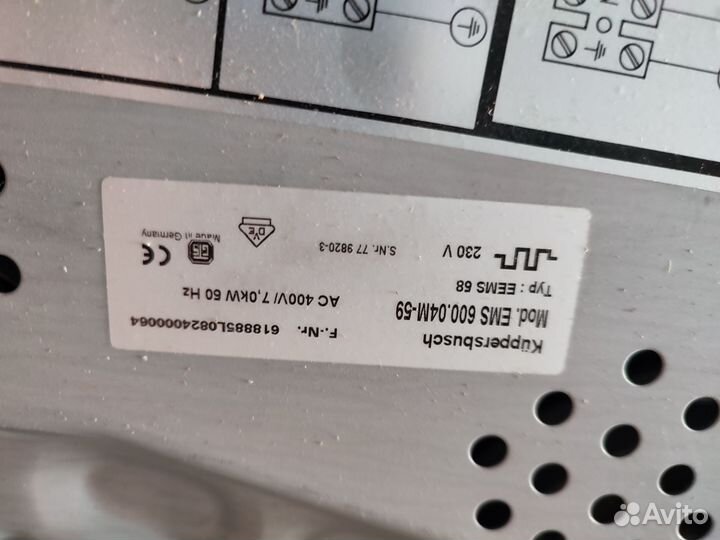 Küppersbusch
Mod. EMS 600.04M-59
Typ : EEMS 68
230 V
F.-Nr. 618885L0824000064
AC 400V/ 7,0kW 50 Hz
S.Nr. 77 9820-3
Made in Germany
VDE
GS
CE
N
O
Avito